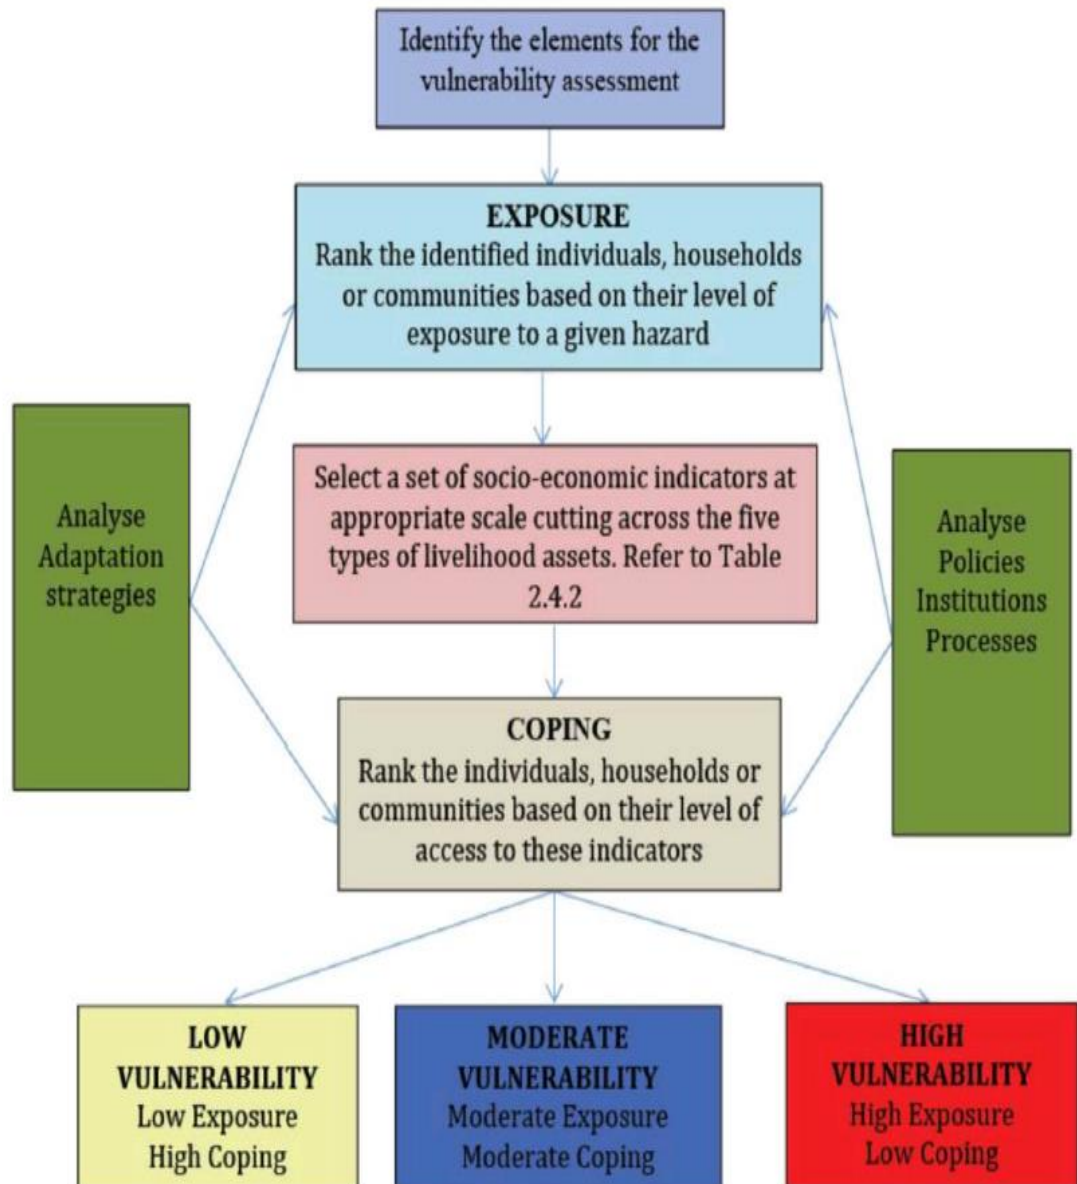 Identify the elements for the
vulnerability assessment
EXPOSURE
Rank the identified individuals, households
or communities based on their level of
exposure to a given hazard
Analyse
Adaptation
strategies
Select a set of socio-economic indicators at
appropriate scale cutting across the five
types of livelihood assets. Refer to Table
2.4.2
Analyse
Policies
Institutions
Processes
COPING
Rank the individuals, households or
communities based on their level of
access to these indicators
LOW
VULNERABILITY
Low Exposure
High Coping
MODERATE
VULNERABILITY
Moderate Exposure
Moderate Coping
HIGH
VULNERABILITY
High Exposure
Low Coping